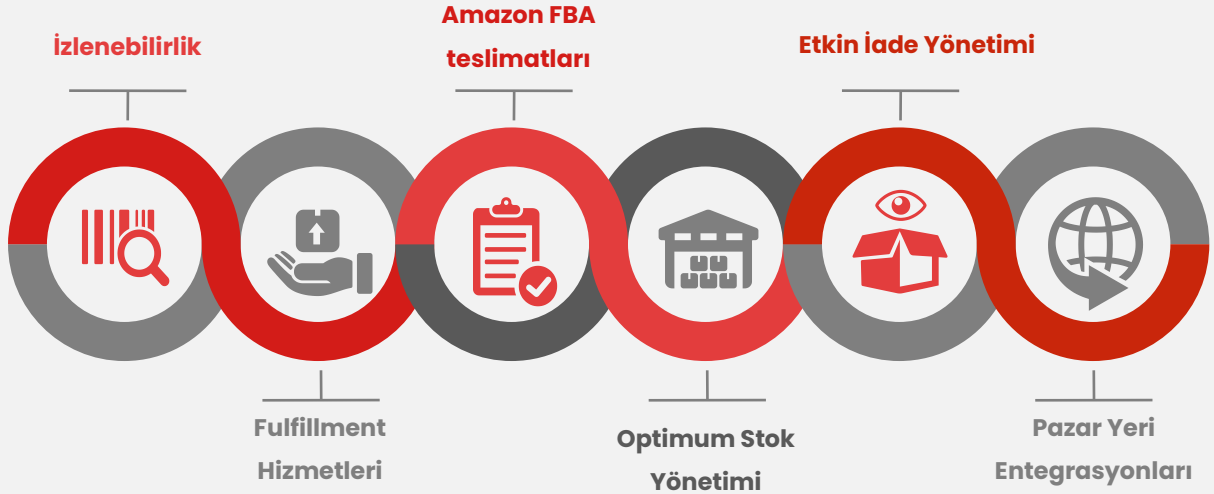 İzlenebilirlik
Amazon FBA
teslimatları
Etkin İade Yönetimi
Fulfillment
Hizmetleri
Optimum Stok
Yönetimi
Pazar Yeri
Entegrasyonları